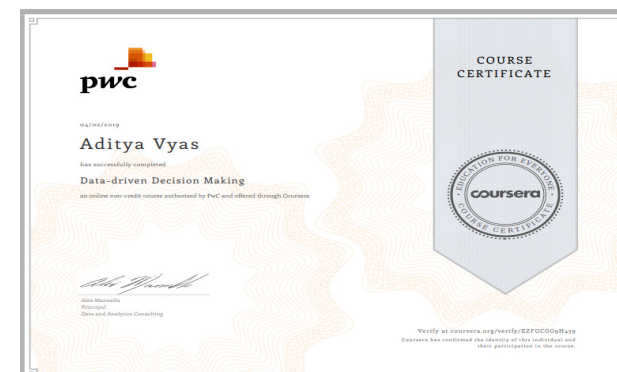 pwc
04/02/2019
Aditya Vyas
has successfully completed
Data-driven Decision Making
an online non-credit course authorized by PwC and offered through Coursera
Alex Mannella
Principal
Data and Analytics Consulting
COURSE
CERTIFICATE
EDUCATION FOR EVERYONE
coursera
COURSE CERTIFICATE
Verify at coursera.org/verify/EZFGCGG9H439
Coursera has confirmed the identity of this individual and
their participation in the course.